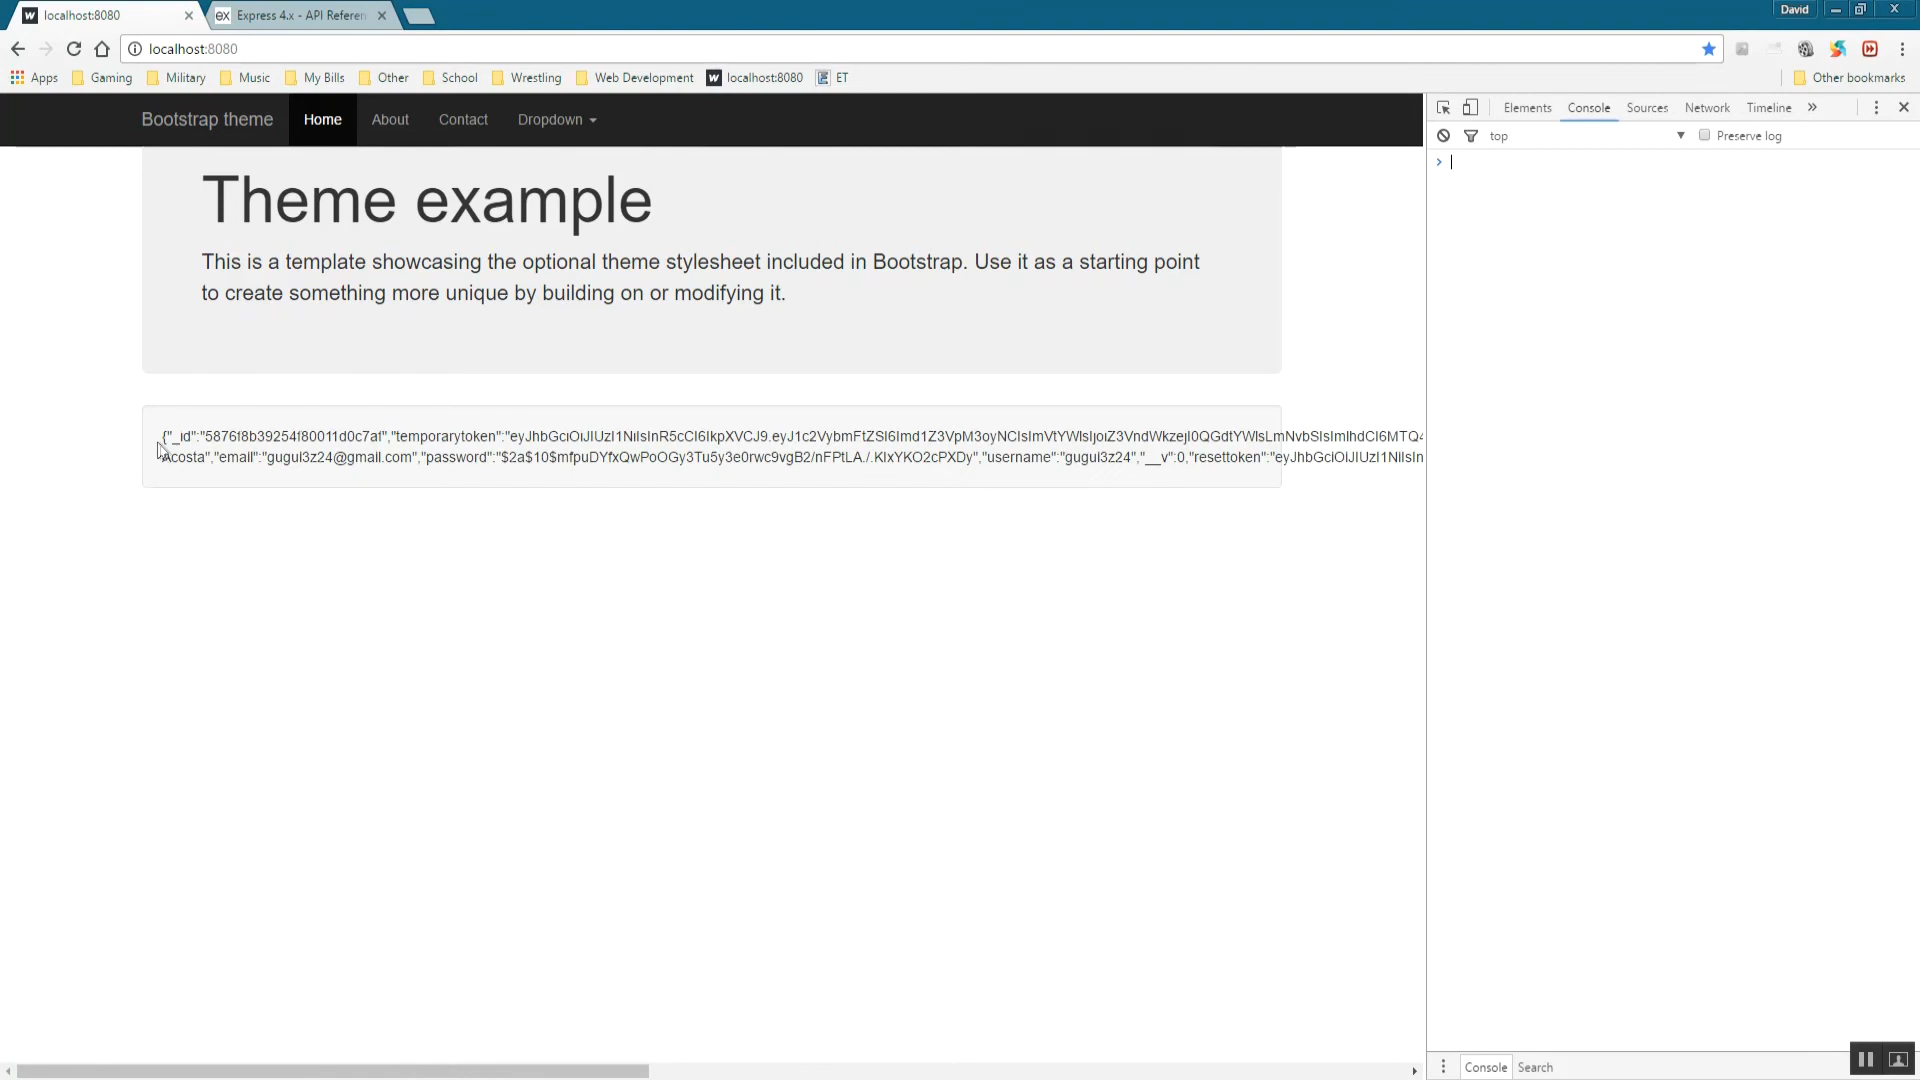 localhost:8080
Express 4.x - API Referen
David
localhost:8080
Apps Gaming Military Music My Bills Other School Wrestling Web Development localhost:8080 ET Other bookmarks
Bootstrap theme Home About Contact Dropdown
Elements Console Sources Network Timeline »
top Preserve log
Theme example
This is a template showcasing the optional theme stylesheet included in Bootstrap. Use it as a starting point
to create something more unique by building on or modifying it.
{"_id":"5876f8b39254f80011d0c7af","temporarytoken":
Acosta","email":"gugui3z24@gmail.com","password":"$2a$10$mfpuDYfxQwPoOGy3Tu5y3e0rwc9vgB2/nFPtLA./.KIxYKO2cPXDy","username":"gugui3z24","__v":0,"resettoken":
Console Search